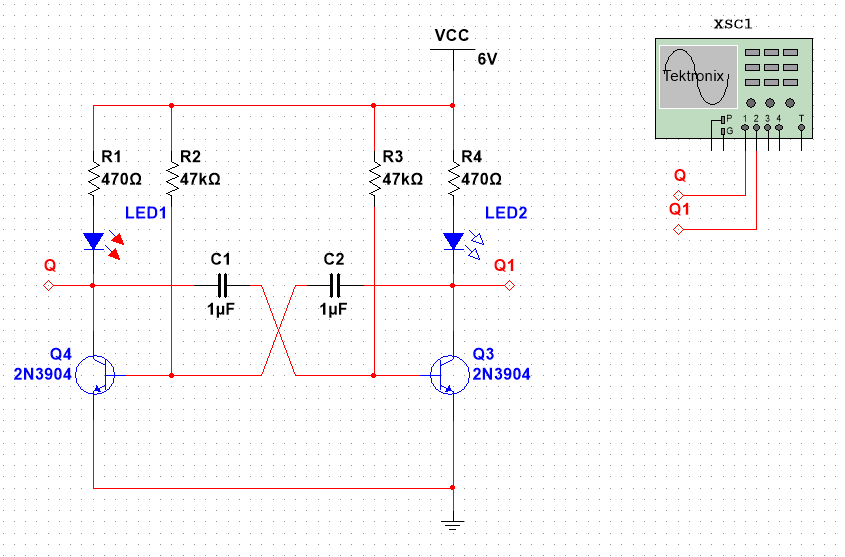 XSC1
VCC
6V
Tektronix
P
G
1 2 3 4 T
R1
470Ω
R2
47kΩ
R3
47kΩ
R4
470Ω
LED1
LED2
Q
Q1
Q
C1
1µF
C2
1µF
Q1
Q4
2N3904
Q3
2N3904